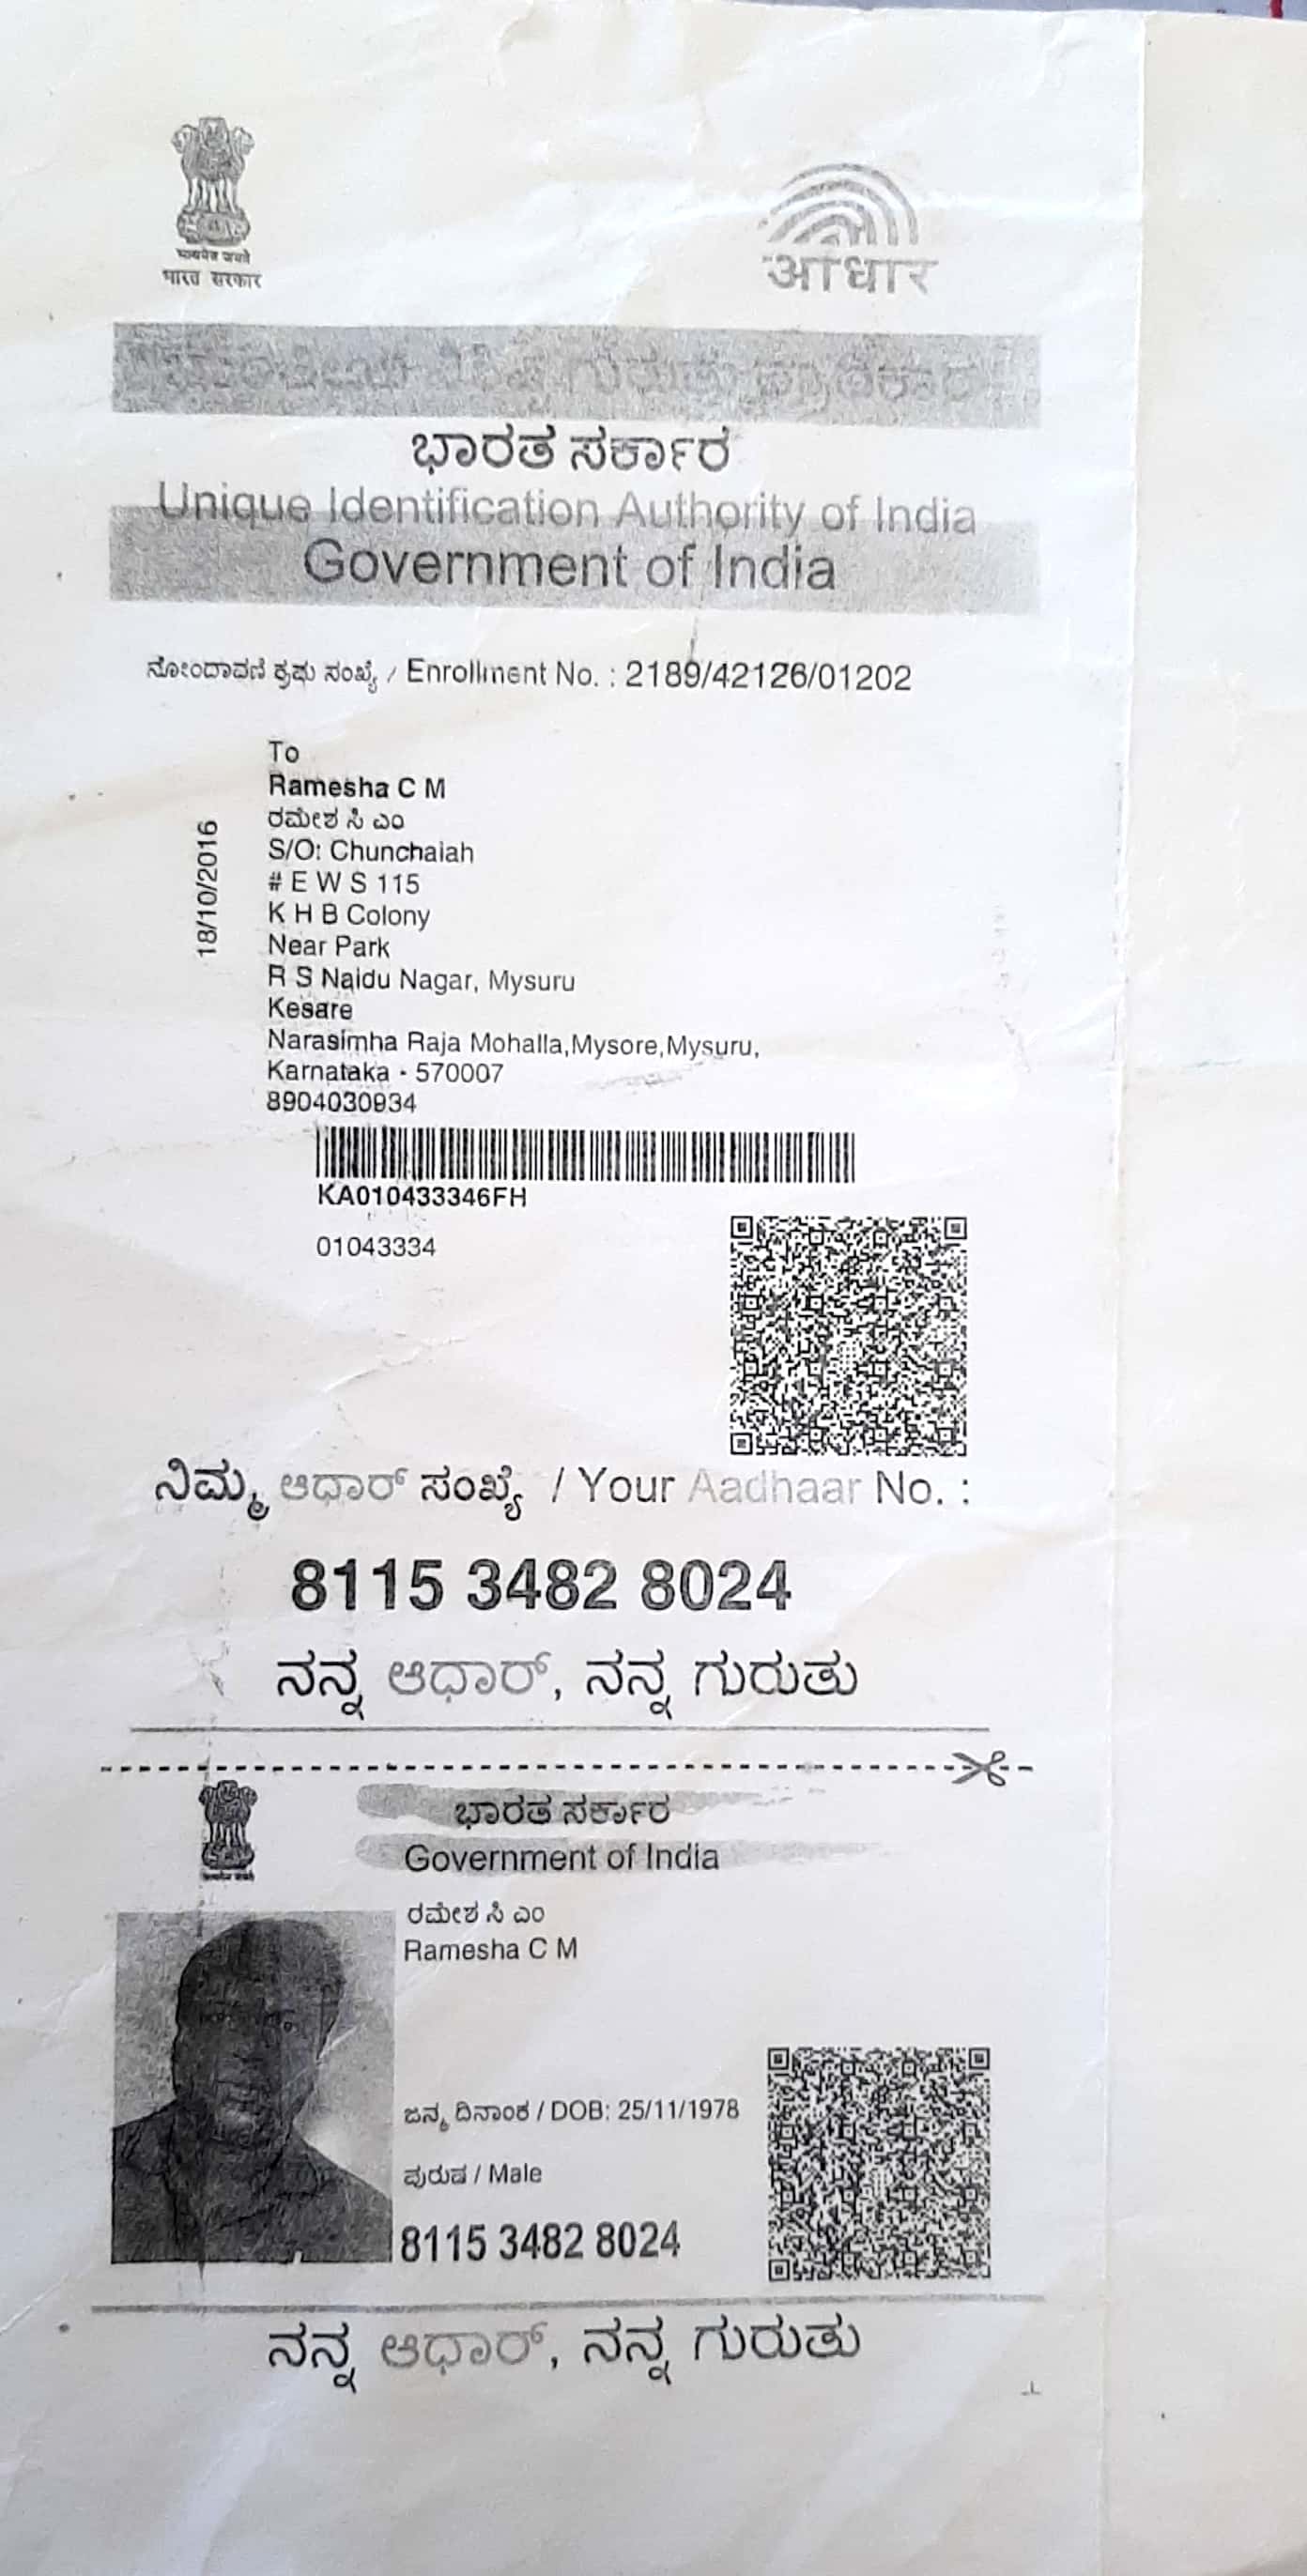 भारत सरकार
आधार
ಭಾರತ ಸರ್ಕಾರ
Unique Identification Authority of India
Government of India
ನೋಂದಾವಣಿ ಕ್ರಮ ಸಂಖ್ಯೆ / Enrollment No. : 2189/42126/01202
18/10/2016
To
Ramesha C M
ರಮೇಶ ಸಿ ಎಂ
S/O: Chunchaiah
# E W S 115
K H B Colony
Near Park
R S Naidu Nagar, Mysuru
Kesare
Narasimha Raja Mohalla,Mysore,Mysuru,
Karnataka - 570007
8904030934
KA010433346FH
01043334
ನಿಮ್ಮ ಆಧಾರ್ ಸಂಖ್ಯೆ / Your Aadhaar No. :
8115 3482 8024
ನನ್ನ ಆಧಾರ್, ನನ್ನ ಗುರುತು
ಭಾರತ ಸರ್ಕಾರ
Government of India
ರಮೇಶ ಸಿ ಎಂ
Ramesha C M
ಜನ್ಮ ದಿನಾಂಕ / DOB: 25/11/1978
ಪುರುಷ / Male
8115 3482 8024
ನನ್ನ ಆಧಾರ್, ನನ್ನ ಗುರುತು